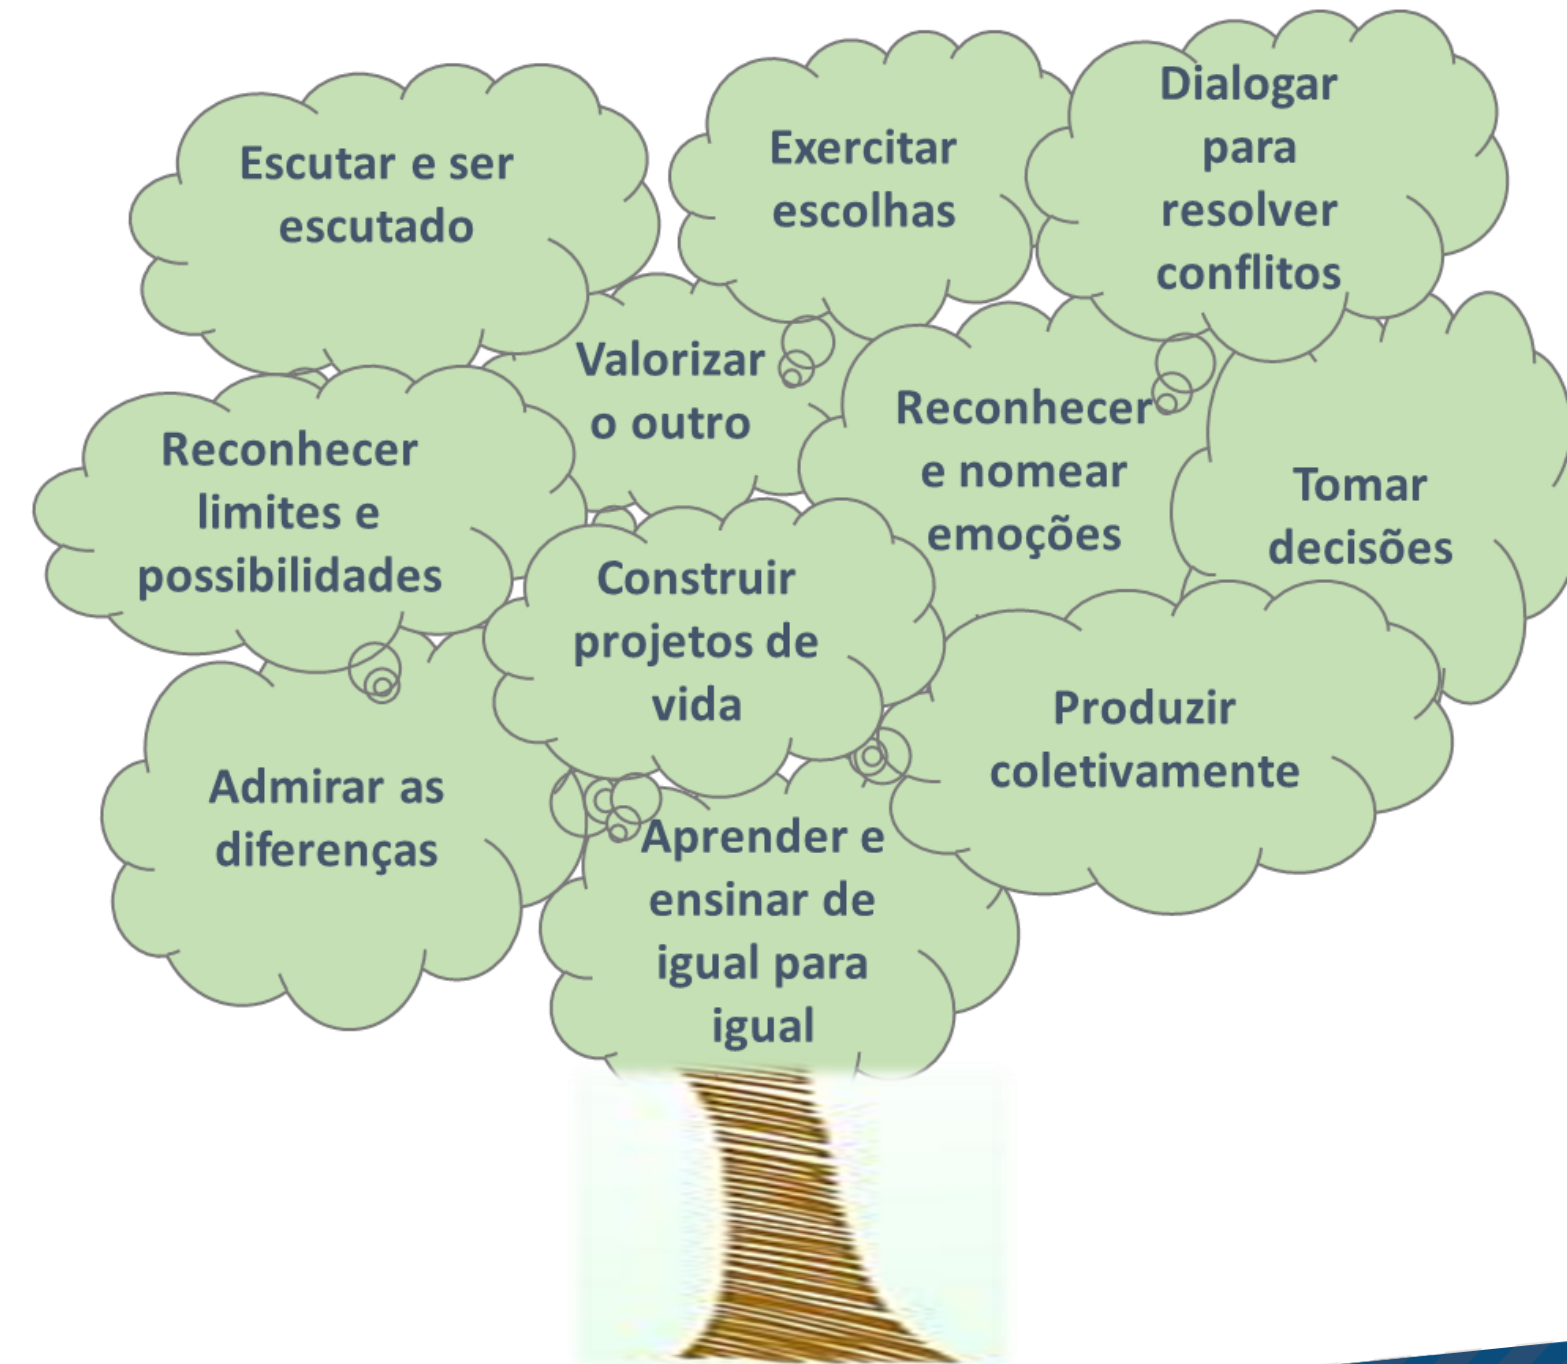 Escutar e ser
escutado
Exercitar
escolhas
Dialogar
para
resolver
conflitos
Valorizar
o outro
Reconhecer
e nomear
emoções
Reconhecer
limites e
possibilidades
Tomar
decisões
Construir
projetos de
vida
Produzir
coletivamente
Admirar as
diferenças
Aprender e
ensinar de
igual para
igual